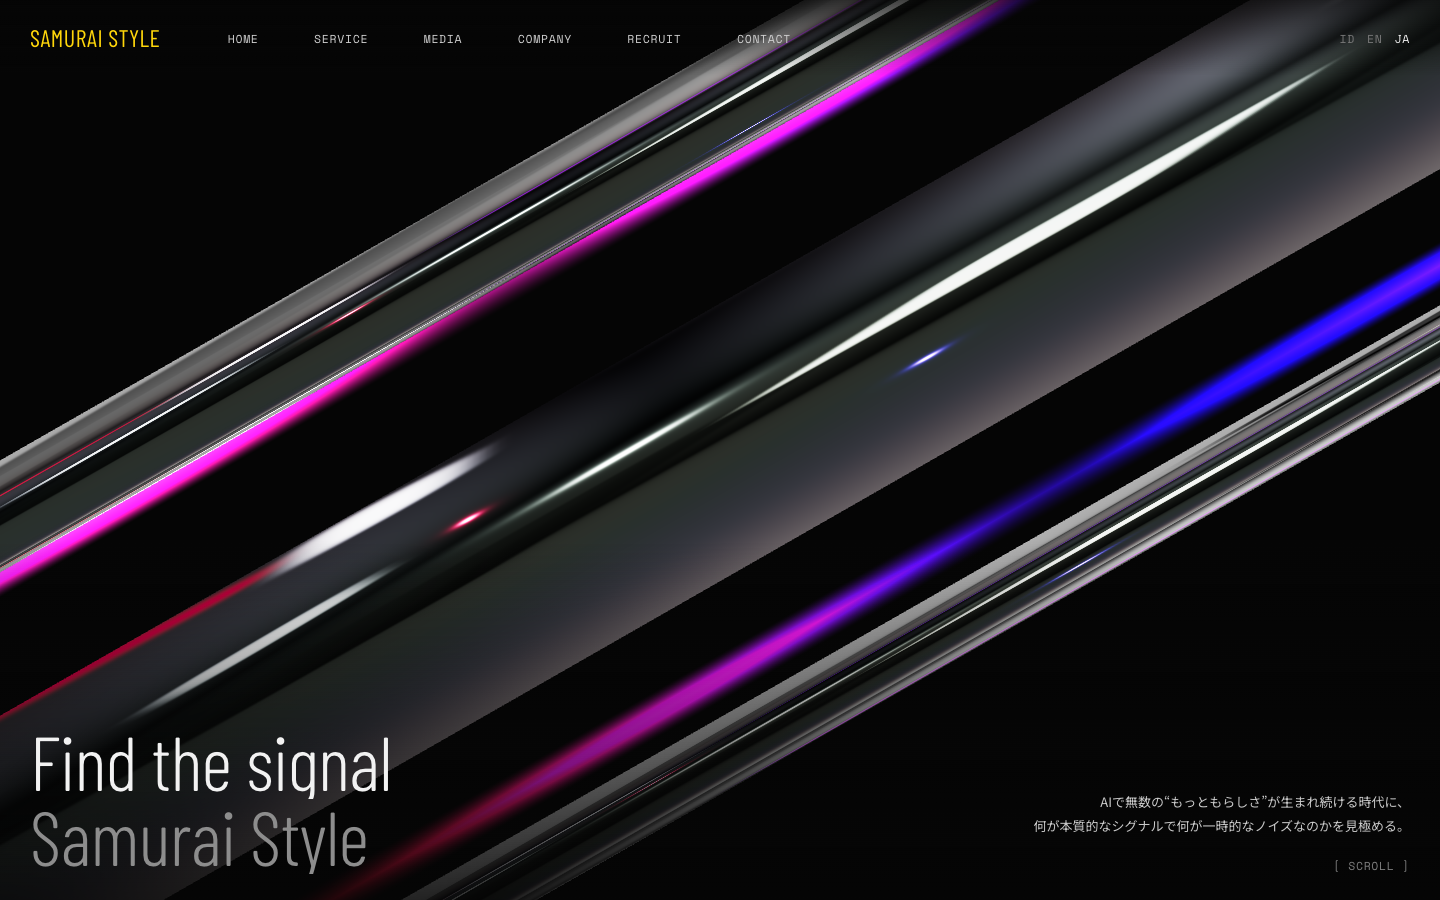 SAMURAI STYLE
HOME
SERVICE
MEDIA
COMPANY
RECRUIT
CONTACT
ID EN JA
Find the signal
Samurai Style
AIで無数の“もっともらしさ”が生まれ続ける時代に、
何が本質的なシグナルで何が一時的なノイズなのかを見極める。
[ SCROLL ]